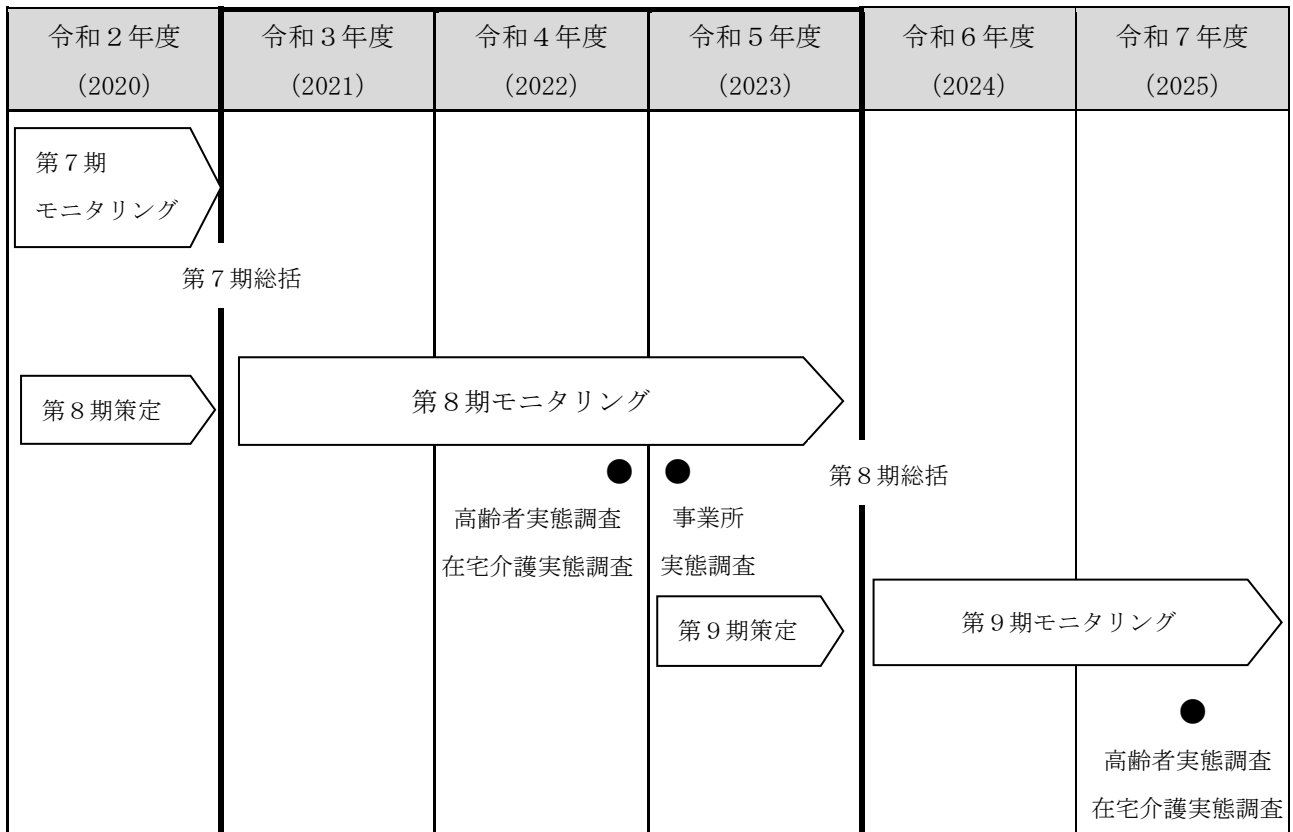 令和２年度
(2020)
令和３年度
(2021)
令和４年度
(2022)
令和５年度
(2023)
令和６年度
(2024)
令和７年度
(2025)
第７期
モニタリング
第７期総括
第８期策定
第８期モニタリング
第８期総括
高齢者実態調査
在宅介護実態調査
事業所
実態調査
第９期策定
第９期モニタリング
高齢者実態調査
在宅介護実態調査